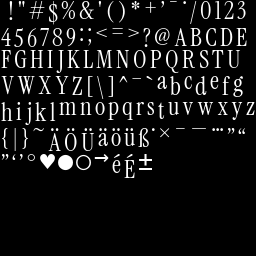 !"#$%&'()*+,-./0123
456789:;<=>?@ABCDE
FGHIJKLMNOPQRSTU
VWXYZ[\]^_`abcdefg
hijklmnopqrstuvwxyz
{|}~ÄÖÜäöüß·×–—…”“
”‘’°♥●○→éÉ±